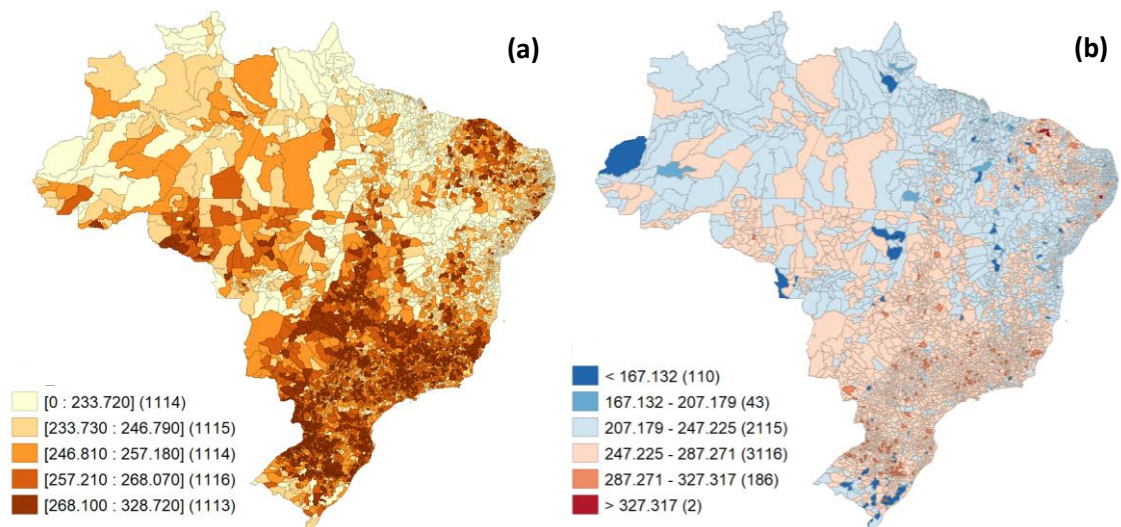 (a)
(b)
[0 : 233.720] (1114)
[233.730 : 246.790] (1115)
[246.810 : 257.180] (1114)
[257.210 : 268.070] (1116)
[268.100 : 328.720] (1113)
< 167.132 (110)
167.132 - 207.179 (43)
207.179 - 247.225 (2115)
247.225 - 287.271 (3116)
287.271 - 327.317 (186)
> 327.317 (2)